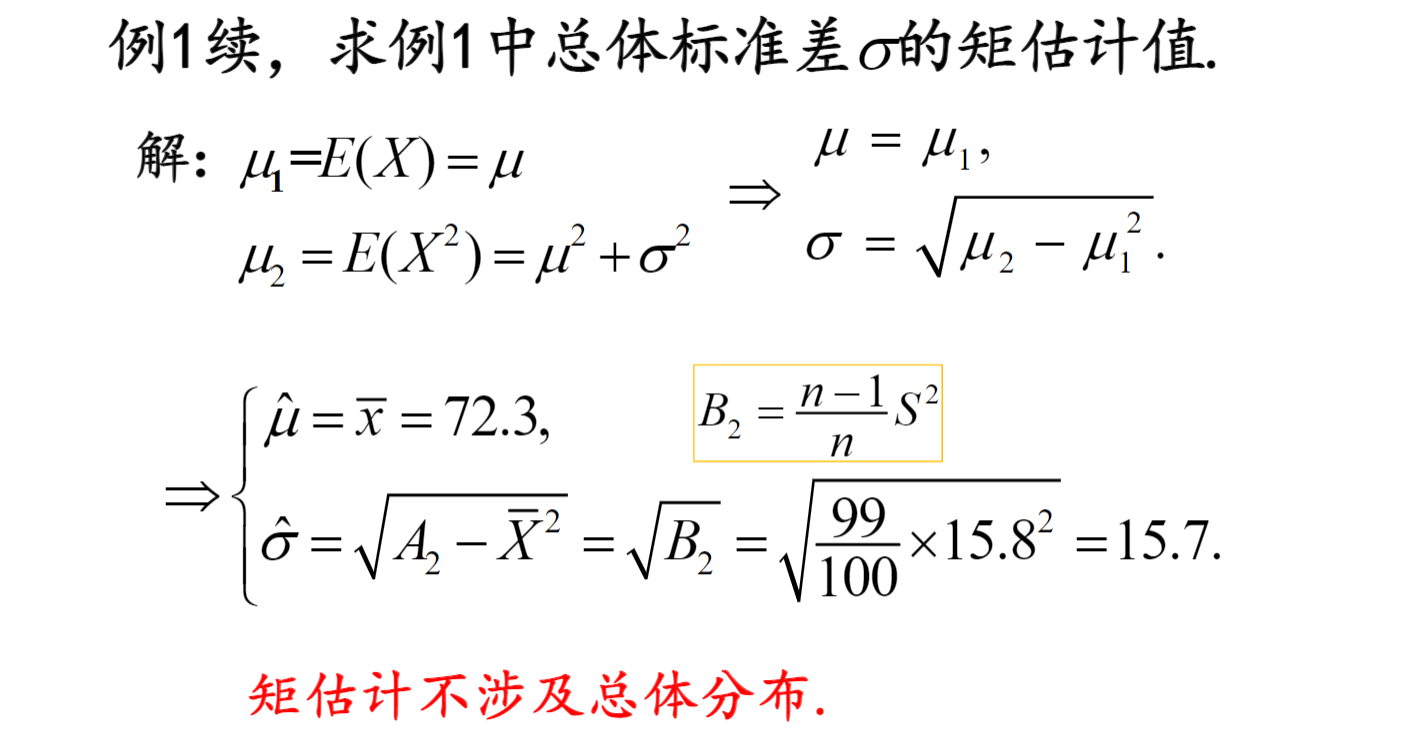 例1续，求例1中总体标准差σ的矩估计值.
解：μ₁=E(X)=μ
μ₂=E(X²)=μ²+σ²
⇒
μ = μ₁,
σ = √(μ₂ − μ₁²).
⇒ { μ̂ = x̄ = 72.3,
B₂ = (n−1)/n S²
σ̂ = √(A₂ − X̄²) = √B₂ = √(99/100 × 15.8²) = 15.7.
矩估计不涉及总体分布.